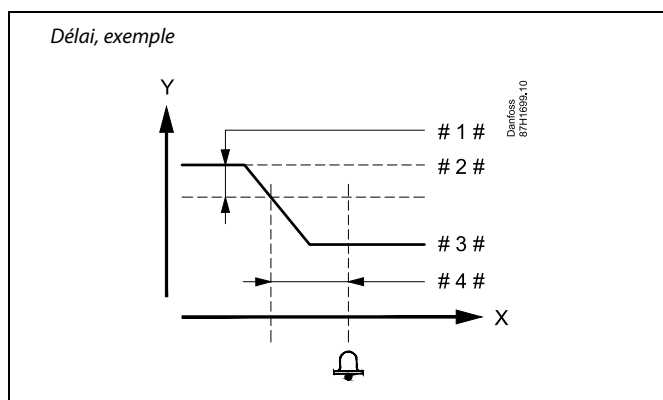 Délai, exemple
Y
# 1 #
# 2 #
# 3 #
# 4 #
X
Danfoss
87H1699.10